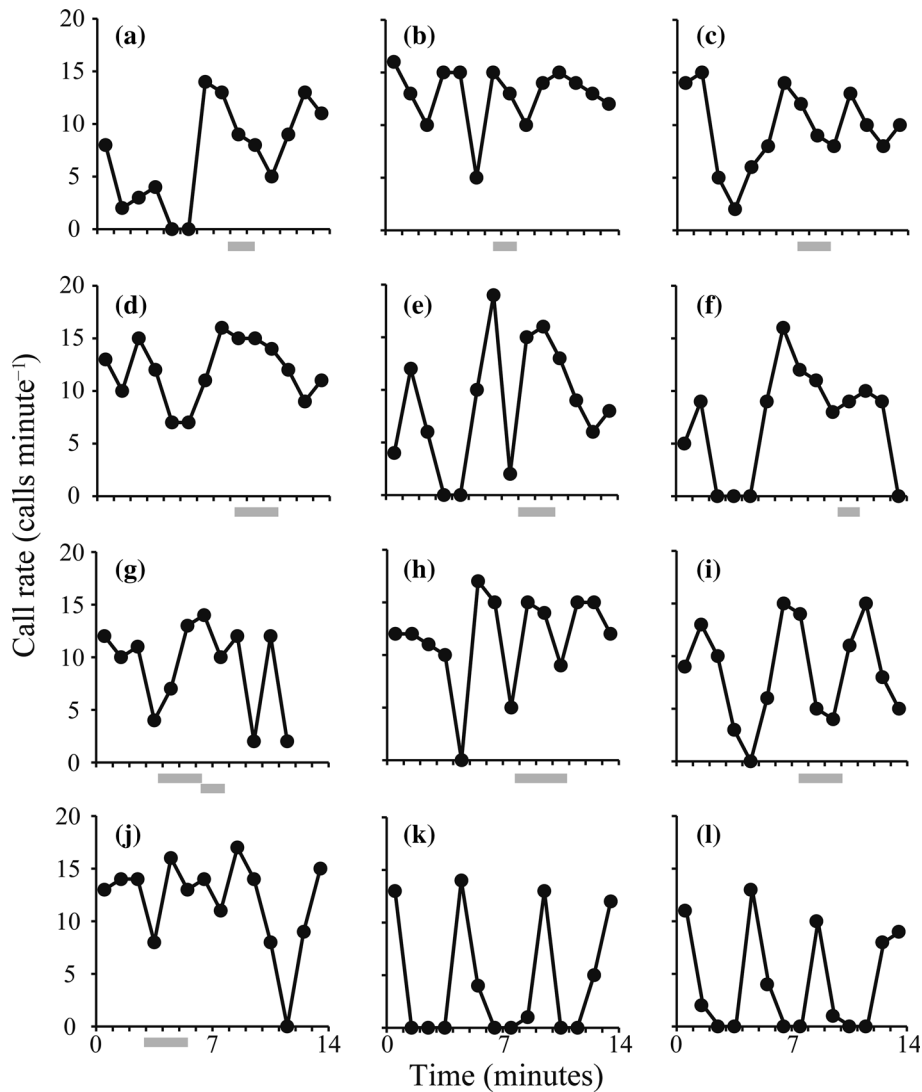 (a) (b) (c)
20
15
10
5
0
(d) (e) (f)
20
15
10
5
0
(g) (h) (i)
20
15
10
5
0
(j) (k) (l)
20
15
10
5
0
0 7 14 7 14 7 14
Call rate (calls minute⁻¹)
Time (minutes)